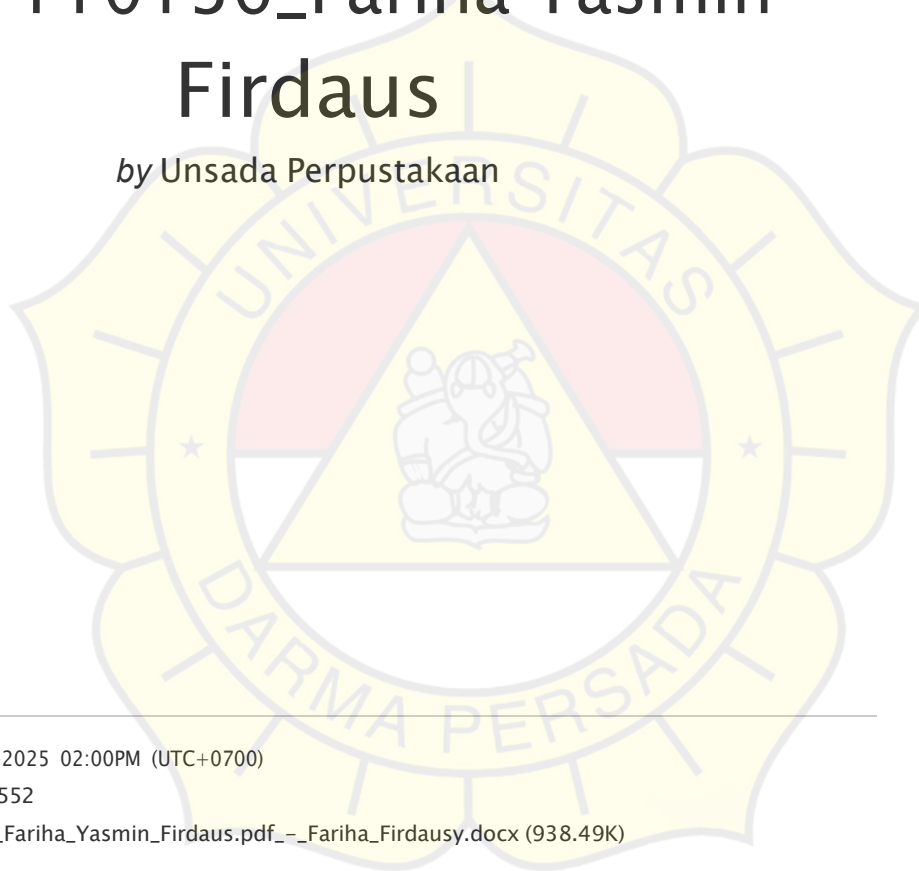 Yasmin
Firdaus
by Unsada Perpustakaan
UNIVERSITAS
DARMA PERSADA
2025 02:00PM (UTC+0700)
552
_Fariha_Yasmin_Firdaus.pdf_-_Fariha_Firdausy.docx (938.49K)